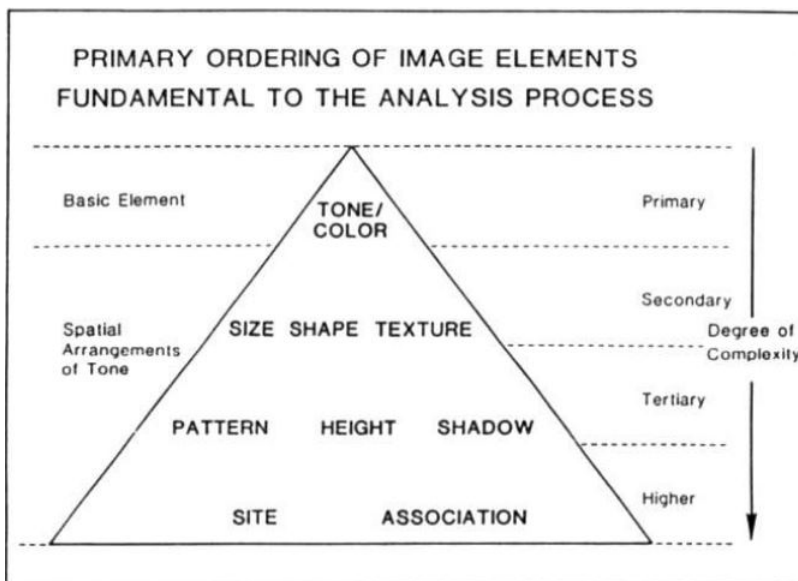 PRIMARY ORDERING OF IMAGE ELEMENTS
FUNDAMENTAL TO THE ANALYSIS PROCESS
Basic Element
TONE/
COLOR
Primary
Spatial
Arrangements
of Tone
SIZE SHAPE TEXTURE
Secondary
Degree of
Complexity
PATTERN HEIGHT SHADOW
Tertiary
SITE ASSOCIATION
Higher